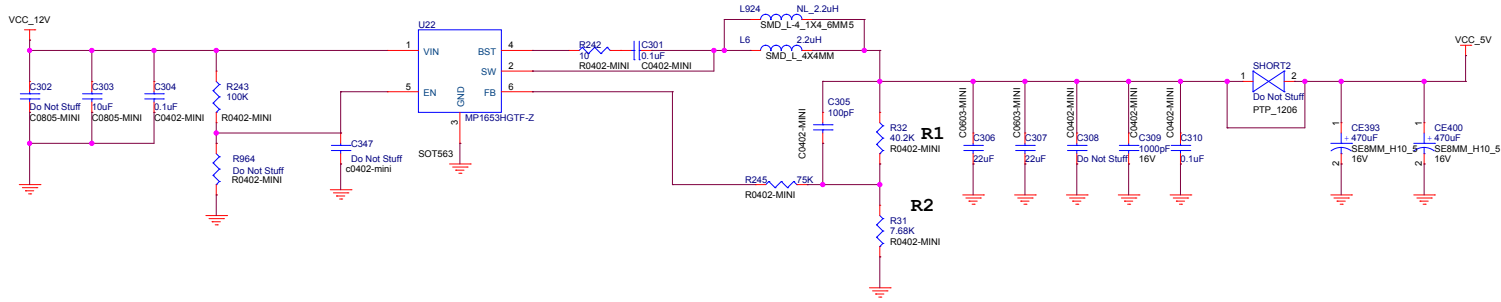 VCC_12V
C302
Do Not Stuff
C0805-MINI
C303
10uF
C0805-MINI
C304
0.1uF
C0402-MINI
R243
100K
R0402-MINI
R964
Do Not Stuff
R0402-MINI
C347
Do Not Stuff
c0402-mini
U22
1
VIN
5
EN
GND
3
BST
4
SW
2
FB
6
MP1653HGTF-Z
SOT563
R242
10
R0402-MINI
C301
0.1uF
C0402-MINI
L924
NL_2.2uH
SMD_L-4_1X4_6MM5
L6
2.2uH
SMD_L_4X4MM
C305
100pF
C0402-MINI
R32
40.2K
R0402-MINI
R1
R245
75K
R0402-MINI
R2
R31
7.68K
R0402-MINI
C0603-MINI
C306
22uF
C0603-MINI
C307
22uF
C0402-MINI
C308
Do Not Stuff
C0402-MINI
C309
1000pF
16V
C0402-MINI
C310
0.1uF
SHORT2
1
2
Do Not Stuff
PTP_1206
VCC_5V
1
CE393
+ 470uF
SE8MM_H10_5
16V
2
1
CE400
+ 470uF
SE8MM_H10_5
16V
2